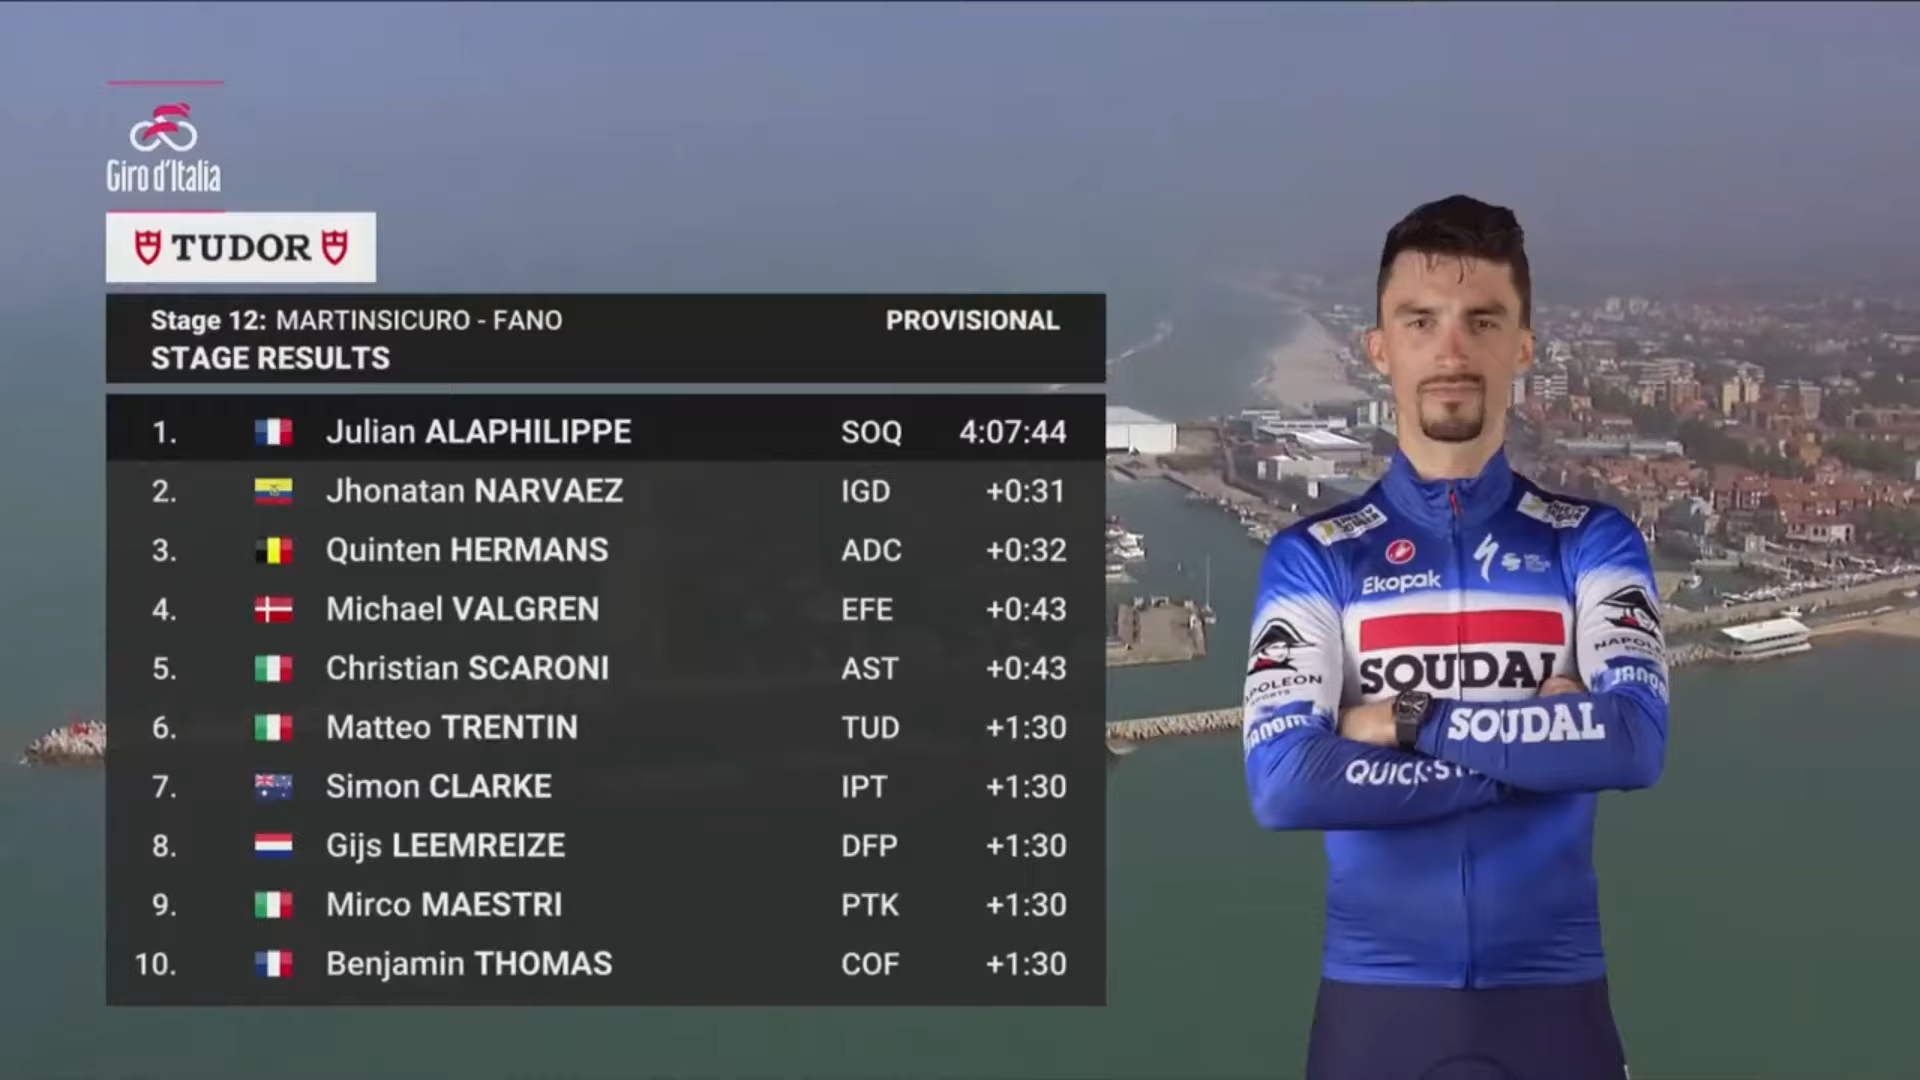 Giro d'Italia
TUDOR
Stage 12: MARTINSICURO - FANO PROVISIONAL
STAGE RESULTS
1. Julian ALAPHILIPPE SOQ 4:07:44
2. Jhonatan NARVAEZ IGD +0:31
3. Quinten HERMANS ADC +0:32
4. Michael VALGREN EFE +0:43
5. Christian SCARONI AST +0:43
6. Matteo TRENTIN TUD +1:30
7. Simon CLARKE IPT +1:30
8. Gijs LEEMREIZE DFP +1:30
9. Mirco MAESTRI PTK +1:30
10. Benjamin THOMAS COF +1:30
Ekopak
SOUDAL
SOUDAL